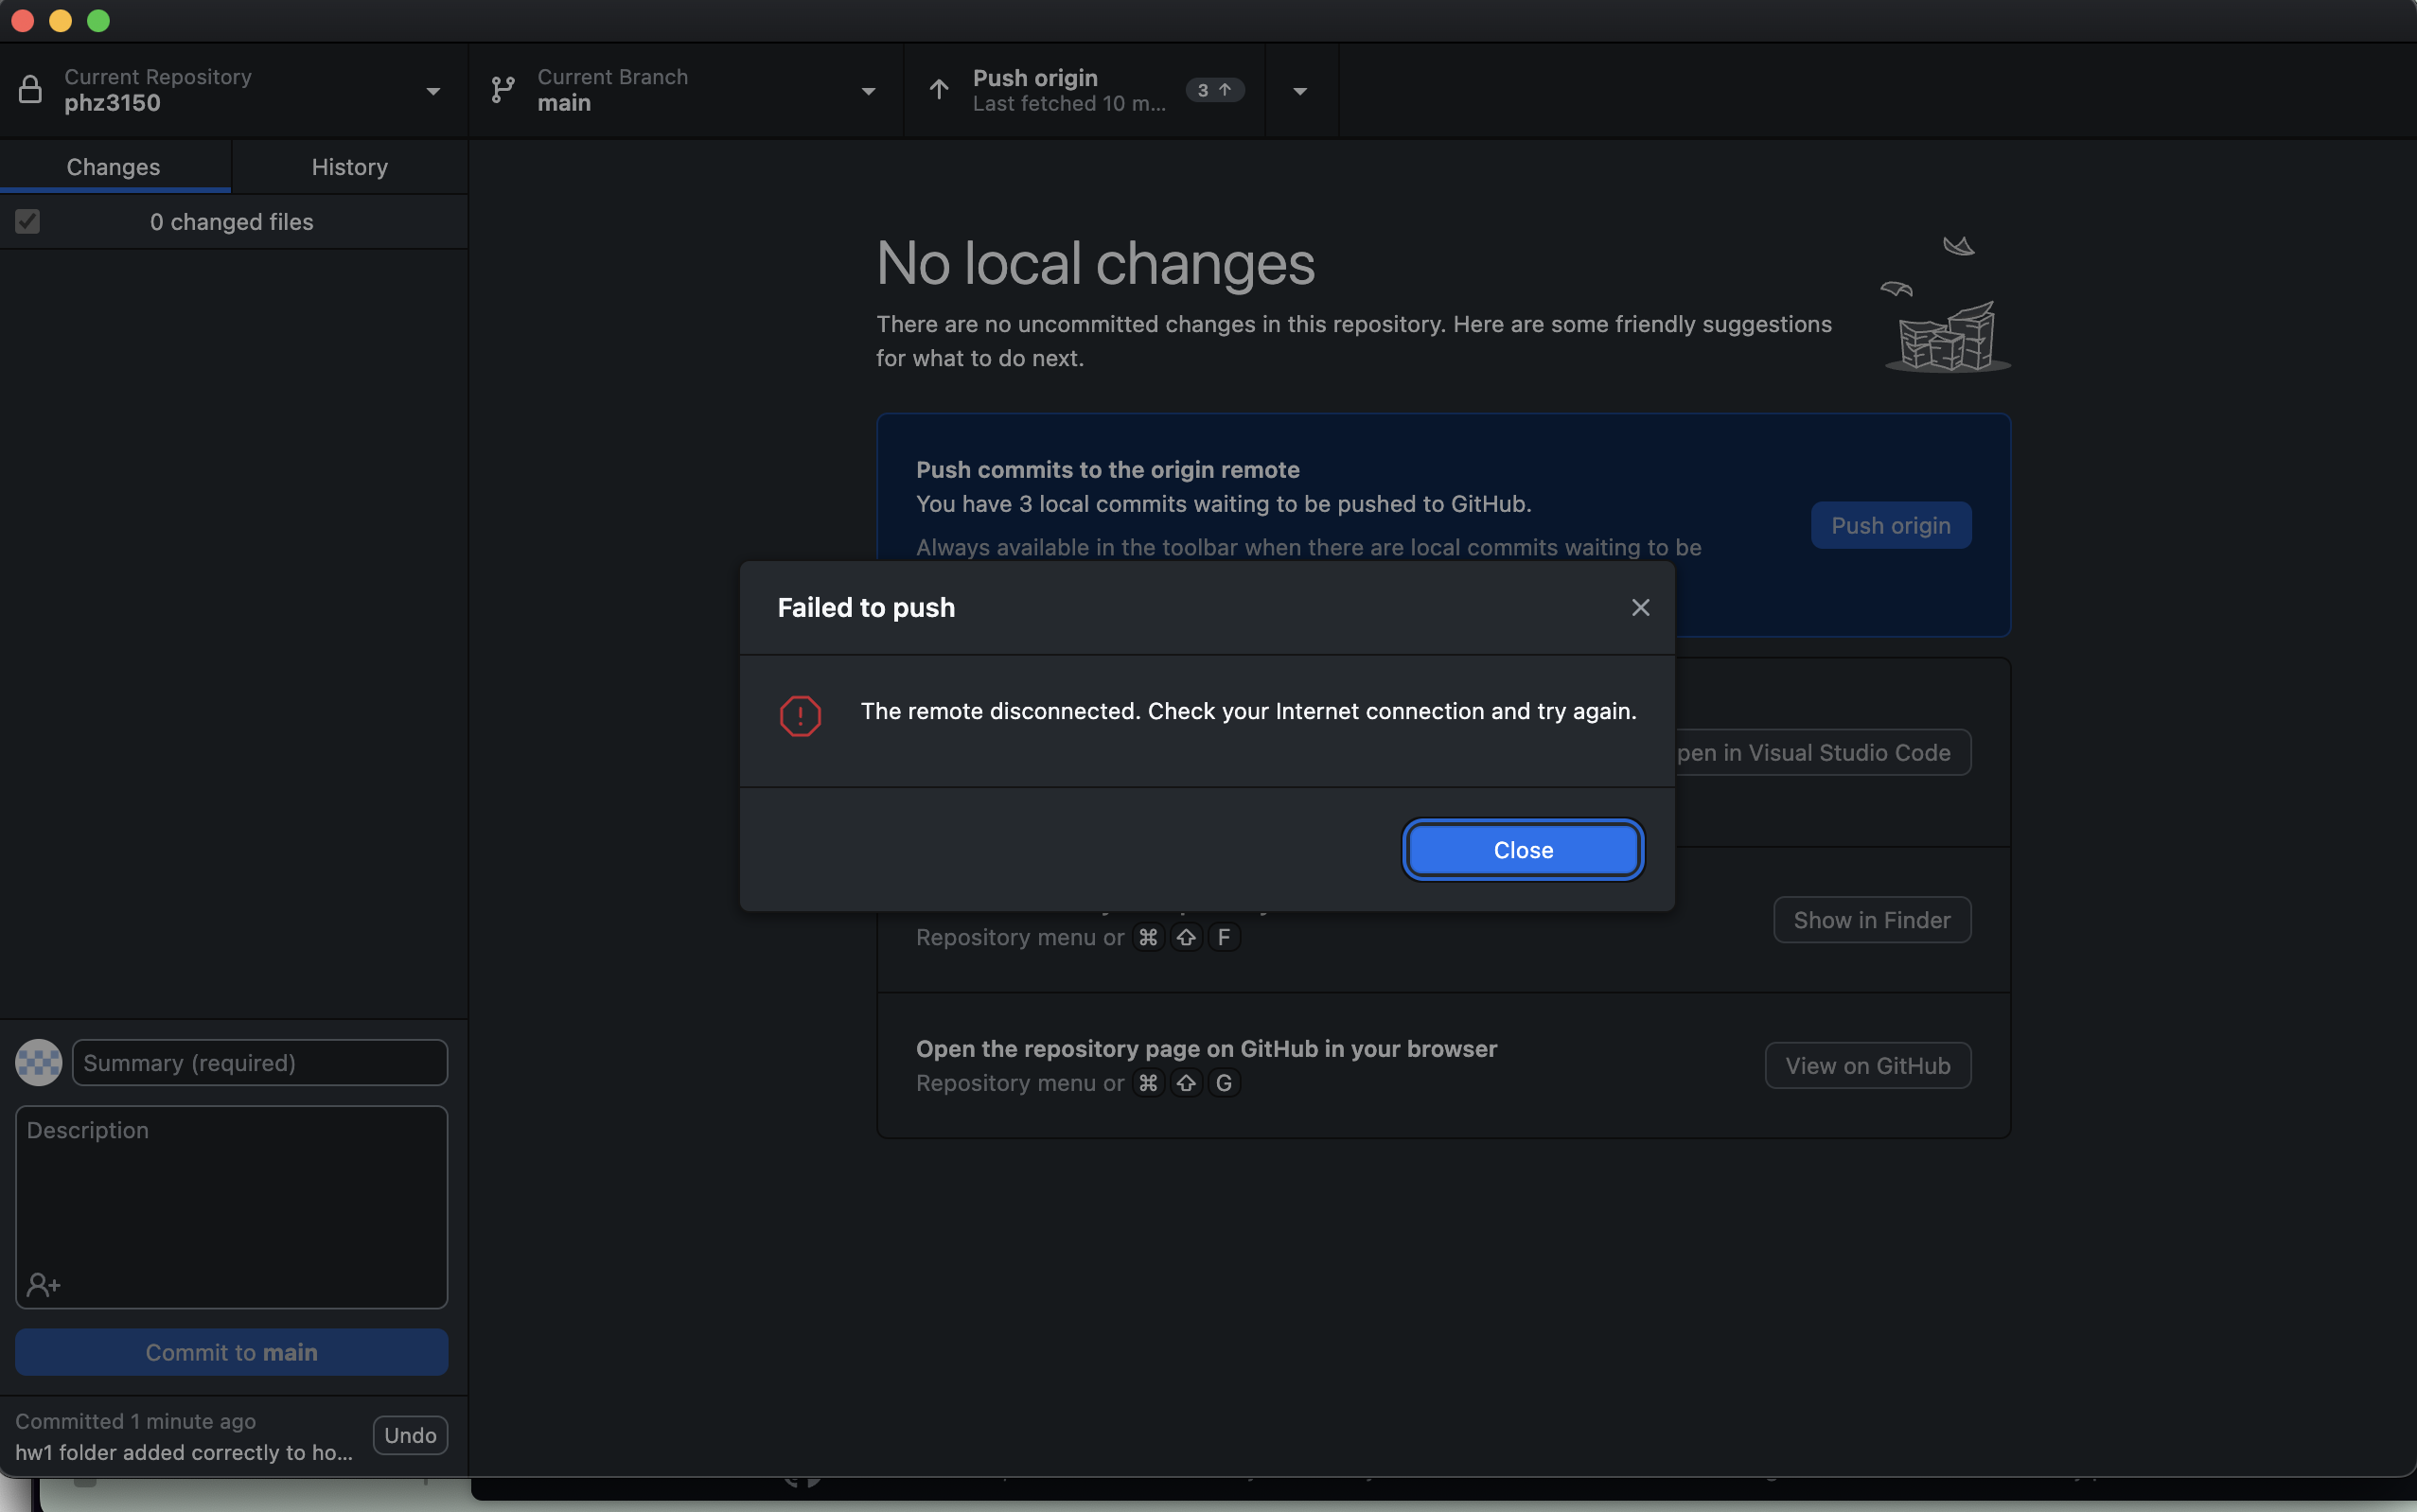 Current Repository
phz3150
Current Branch
main
Push origin
Last fetched 10 m...
3
Changes
History
0 changed files
No local changes
There are no uncommitted changes in this repository. Here are some friendly suggestions
for what to do next.
Push commits to the origin remote
You have 3 local commits waiting to be pushed to GitHub.
Always available in the toolbar when there are local commits waiting to be
Push origin
Failed to push
The remote disconnected. Check your Internet connection and try again.
Close
pen in Visual Studio Code
Repository menu or ⌘ ⇧ F
Show in Finder
Open the repository page on GitHub in your browser
Repository menu or ⌘ ⇧ G
View on GitHub
Summary (required)
Description
Commit to main
Committed 1 minute ago
hw1 folder added correctly to ho...
Undo